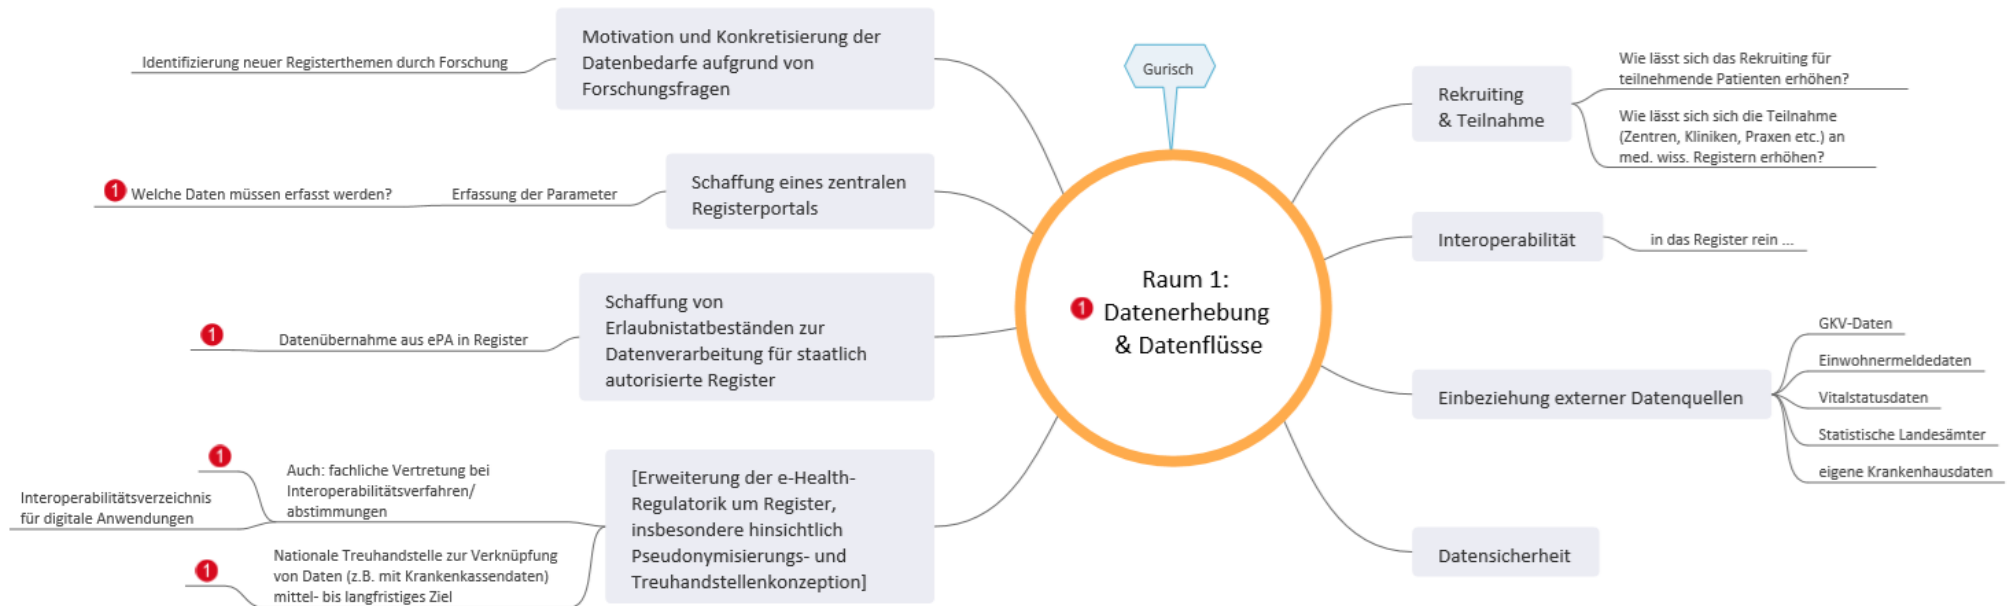 Gurisch
Raum 1:
1
Datenerhebung
& Datenflüsse
Motivation und Konkretisierung der
Datenbedarfe aufgrund von
Forschungsfragen
Identifizierung neuer Registerthemen durch Forschung
Schaffung eines zentralen
Registerportals
Erfassung der Parameter
1
Welche Daten müssen erfasst werden?
Schaffung von
Erlaubnistatbeständen zur
Datenverarbeitung für staatlich
autorisierte Register
Datenübernahme aus ePA in Register
1
[Erweiterung der e-Health-
Regulatorik um Register,
insbesondere hinsichtlich
Pseudonymisierungs- und
Treuhandstellenkonzeption]
Auch: fachliche Vertretung bei
Interoperabilitätsverfahren/
abstimmungen
1
Interoperabilitätsverzeichnis
für digitale Anwendungen
Nationale Treuhandstelle zur Verknüpfung
von Daten (z.B. mit Krankenkassendaten)
mittel- bis langfristiges Ziel
1
Rekruiting
& Teilnahme
Wie lässt sich das Rekruiting für
teilnehmende Patienten erhöhen?
Wie lässt sich sich die Teilnahme
(Zentren, Kliniken, Praxen etc.) an
med. wiss. Registern erhöhen?
Interoperabilität
in das Register rein ...
Einbeziehung externer Datenquellen
GKV-Daten
Einwohnermeldedaten
Vitalstatusdaten
Statistische Landesämter
eigene Krankenhausdaten
Datensicherheit